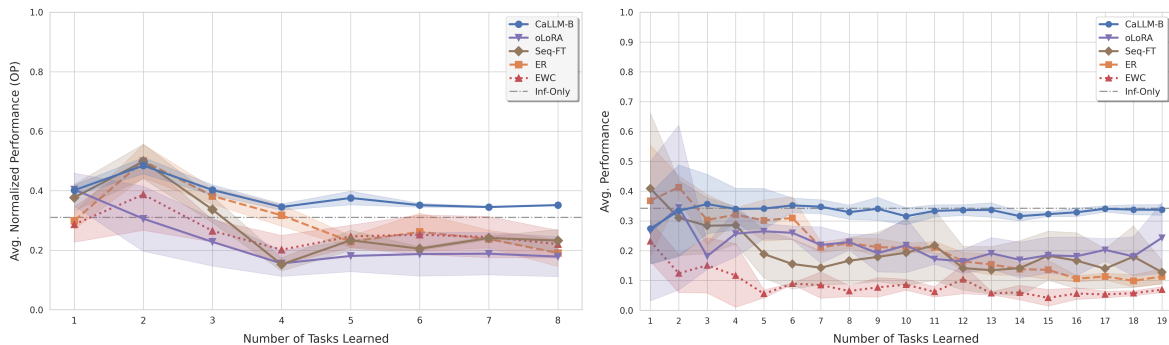 Avg. Normalized Performance (OP)
1.0
0.8
0.6
0.4
0.2
0.0
1 2 3 4 5 6 7 8
Number of Tasks Learned
CaLLM-B
oLoRA
Seq-FT
ER
EWC
Inf-Only
Avg. Performance
1.0
0.9
0.8
0.7
0.6
0.5
0.4
0.3
0.2
0.1
0.0
1 2 3 4 5 6 7 8 9 10 11 12 13 14 15 16 17 18 19
Number of Tasks Learned
CaLLM-B
oLoRA
Seq-FT
ER
EWC
Inf-Only